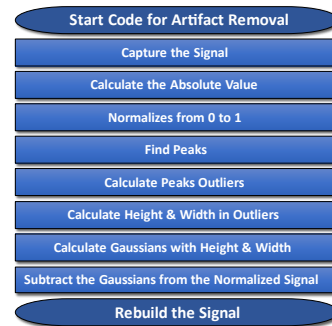 Start Code for Artifact Removal
Capture the Signal
Calculate the Absolute Value
Normalizes from 0 to 1
Find Peaks
Calculate Peaks Outliers
Calculate Height & Width in Outliers
Calculate Gaussians with Height & Width
Subtract the Gaussians from the Normalized Signal
Rebuild the Signal